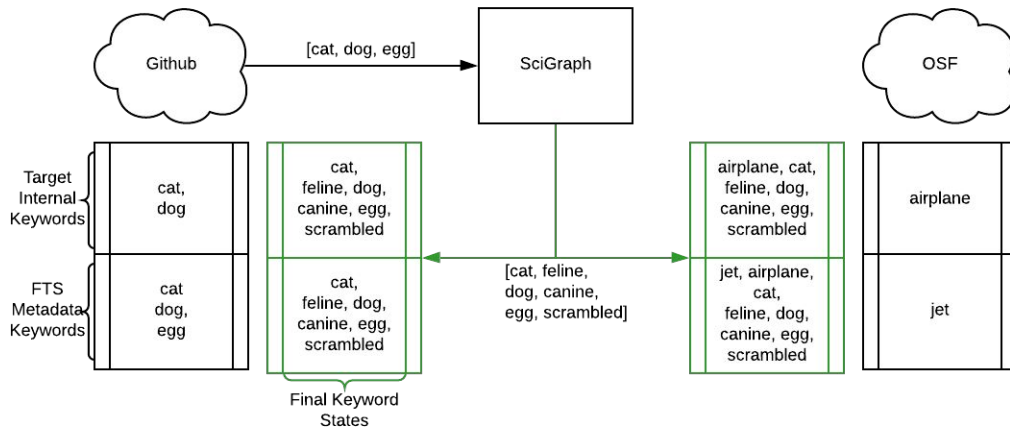 Github
[cat, dog, egg]
SciGraph
OSF
Target
Internal
Keywords
cat,
dog
cat,
feline, dog,
canine, egg,
scrambled
airplane, cat,
feline, dog,
canine, egg,
scrambled
airplane
FTS
Metadata
Keywords
cat
dog,
egg
cat,
feline, dog,
canine, egg,
scrambled
[cat, feline,
dog, canine,
egg, scrambled]
jet, airplane,
cat,
feline, dog,
canine, egg,
scrambled
jet
Final Keyword
States